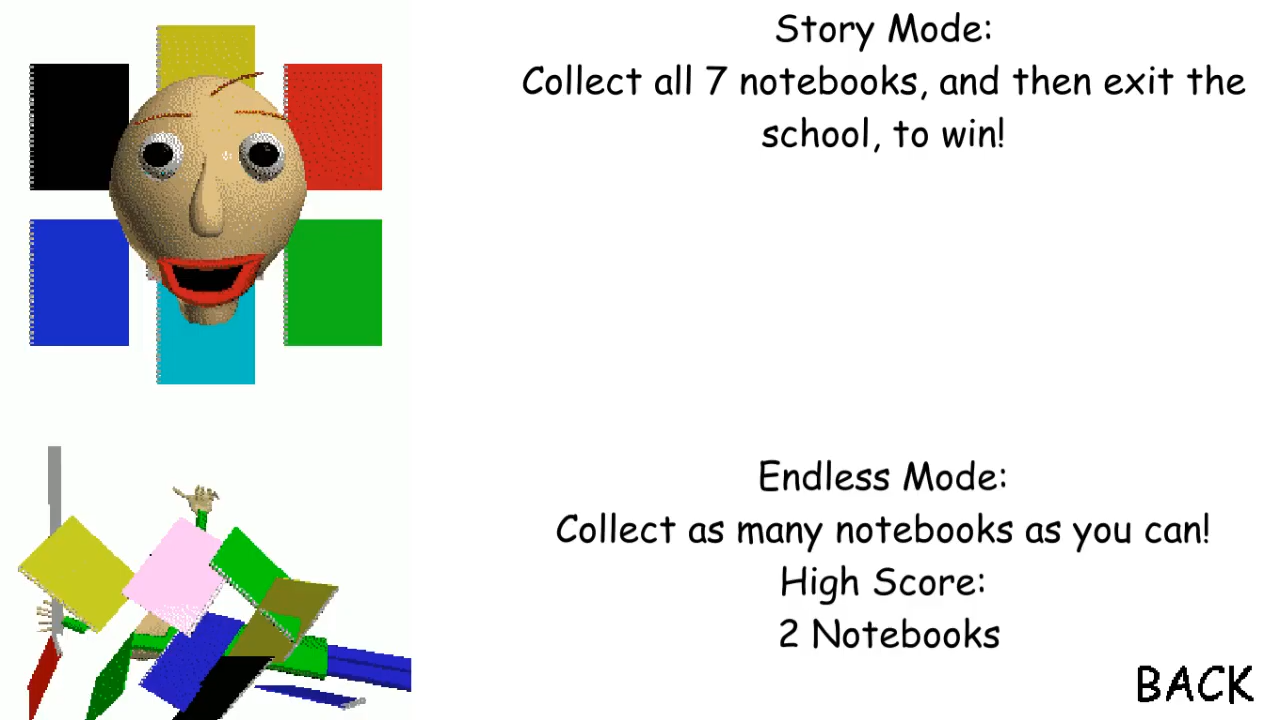 Story Mode:
Collect all 7 notebooks, and then exit the
school, to win!
Endless Mode:
Collect as many notebooks as you can!
High Score:
2 Notebooks
BACK